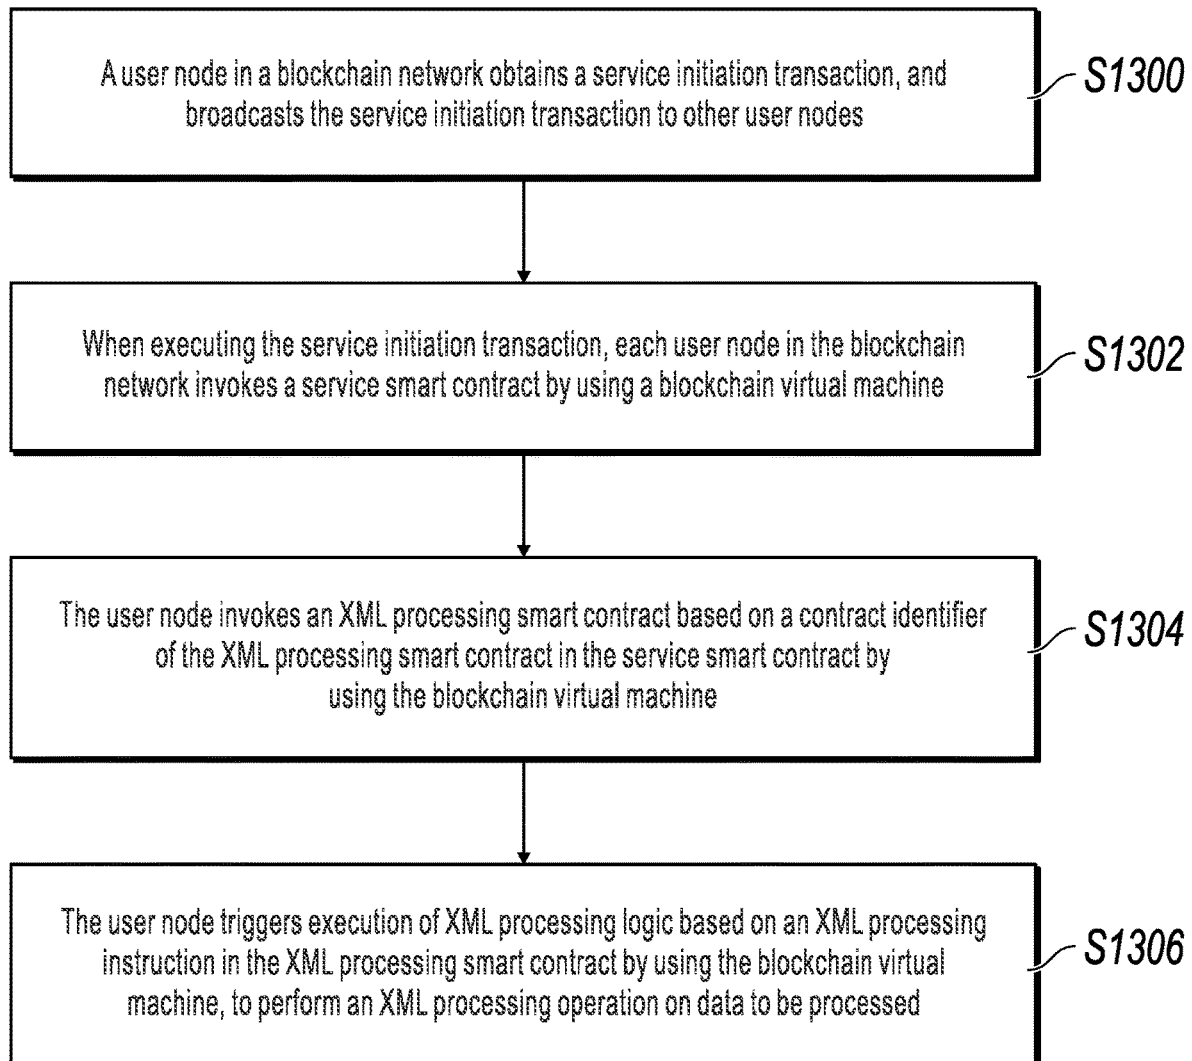 A user node in a blockchain network obtains a service initiation transaction, and
broadcasts the service initiation transaction to other user nodes
S1300
When executing the service initiation transaction, each user node in the blockchain
network invokes a service smart contract by using a blockchain virtual machine
S1302
The user node invokes an XML processing smart contract based on a contract identifier
of the XML processing smart contract in the service smart contract by
using the blockchain virtual machine
S1304
The user node triggers execution of XML processing logic based on an XML processing
instruction in the XML processing smart contract by using the blockchain virtual
machine, to perform an XML processing operation on data to be processed
S1306